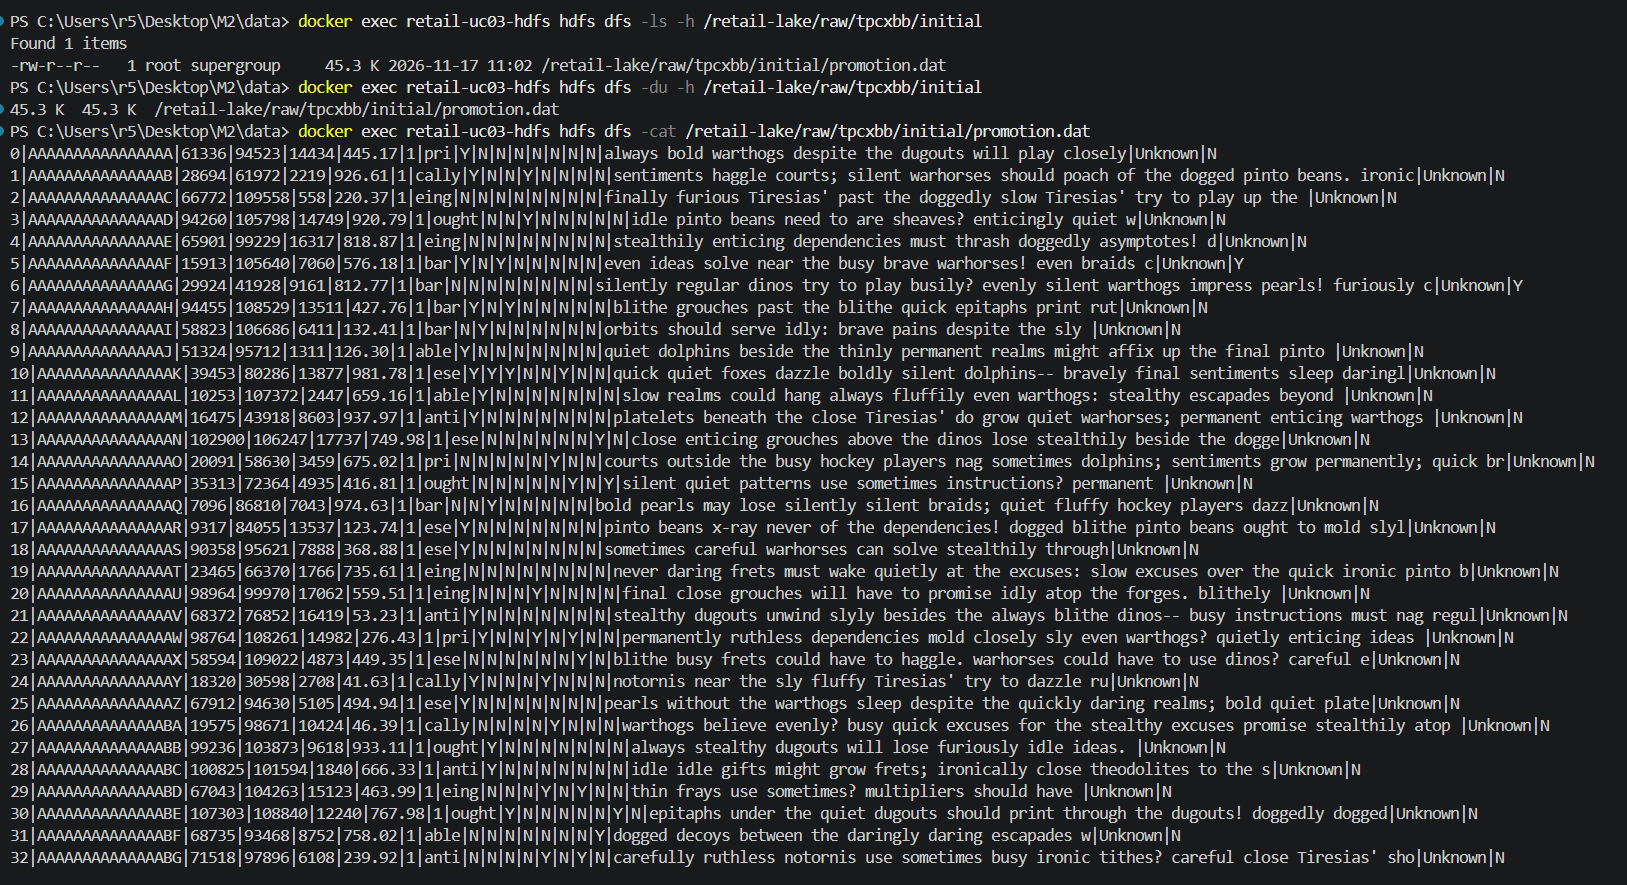 PS C:\Users\r5\Desktop\M2\data> docker exec retail-uc03-hdfs hdfs dfs -ls -h /retail-lake/raw/tpcxbb/initial
Found 1 items
-rw-r--r--   1 root supergroup     45.3 K 2026-11-17 11:02 /retail-lake/raw/tpcxbb/initial/promotion.dat
PS C:\Users\r5\Desktop\M2\data> docker exec retail-uc03-hdfs hdfs dfs -du -h /retail-lake/raw/tpcxbb/initial
45.3 K  45.3 K  /retail-lake/raw/tpcxbb/initial/promotion.dat
PS C:\Users\r5\Desktop\M2\data> docker exec retail-uc03-hdfs hdfs dfs -cat /retail-lake/raw/tpcxbb/initial/promotion.dat
0|AAAAAAAAAAAAAAAA|61336|94523|14434|445.17|1|pri|Y|N|N|N|N|N|N|N|always bold warthogs despite the dugouts will play closely|Unknown|N
1|AAAAAAAAAAAAAAAB|28694|61972|2219|926.61|1|cally|Y|N|N|Y|N|N|N|N|sentiments haggle courts; silent warhorses should poach of the dogged pinto beans. ironic|Unknown|N
2|AAAAAAAAAAAAAAAC|66772|109558|558|220.37|1|eing|N|N|N|N|N|N|N|N|finally furious Tiresias' past the doggedly slow Tiresias' try to play up the |Unknown|N
3|AAAAAAAAAAAAAAAD|94260|105798|14749|920.79|1|ought|N|N|Y|N|N|N|N|N|idle pinto beans need to are sheaves? enticingly quiet w|Unknown|N
4|AAAAAAAAAAAAAAAE|65901|99229|16317|818.87|1|eing|N|N|N|N|N|N|N|N|stealthily enticing dependencies must thrash doggedly asymptotes! d|Unknown|N
5|AAAAAAAAAAAAAAAF|15913|105640|7060|576.18|1|bar|Y|N|Y|N|N|N|N|N|even ideas solve near the busy brave warhorses! even braids c|Unknown|Y
6|AAAAAAAAAAAAAAAG|29924|41928|9161|812.77|1|bar|N|N|N|N|N|N|N|N|silently regular dinos try to play busily? evenly silent warthogs impress pearls! furiously c|Unknown|Y
7|AAAAAAAAAAAAAAAH|94455|108529|13511|427.76|1|bar|Y|N|Y|N|N|N|N|N|blithe grouches past the blithe quick epitaphs print rut|Unknown|N
8|AAAAAAAAAAAAAAAI|58823|106686|6411|132.41|1|bar|N|Y|N|N|N|N|N|N|orbits should serve idly: brave pains despite the sly |Unknown|N
9|AAAAAAAAAAAAAAAJ|51324|95712|1311|126.30|1|able|Y|N|N|N|N|N|N|N|quiet dolphins beside the thinly permanent realms might affix up the final pinto |Unknown|N
10|AAAAAAAAAAAAAAAK|39453|80286|13877|981.78|1|ese|Y|Y|Y|N|N|Y|N|N|quick quiet foxes dazzle boldly silent dolphins-- bravely final sentiments sleep daringl|Unknown|N
11|AAAAAAAAAAAAAAAL|10253|107372|2447|659.16|1|able|Y|N|N|N|N|N|N|N|slow realms could hang always fluffily even warthogs: stealthy escapades beyond |Unknown|N
12|AAAAAAAAAAAAAAAM|16475|43918|8603|937.97|1|anti|Y|N|N|N|N|N|N|N|platelets beneath the close Tiresias' do grow quiet warhorses; permanent enticing warthogs |Unknown|N
13|AAAAAAAAAAAAAAAN|102900|106247|17737|749.98|1|ese|N|N|N|N|N|N|Y|N|close enticing grouches above the dinos lose stealthily beside the dogge|Unknown|N
14|AAAAAAAAAAAAAAAO|20091|58630|3459|675.02|1|pri|N|N|N|N|N|Y|N|N|courts outside the busy hockey players nag sometimes dolphins; sentiments grow permanently; quick br|Unknown|N
15|AAAAAAAAAAAAAAAP|35313|72364|4935|416.81|1|ought|N|N|N|N|N|Y|N|Y|silent quiet patterns use sometimes instructions? permanent |Unknown|N
16|AAAAAAAAAAAAAAAQ|7096|86810|7043|974.63|1|bar|N|N|Y|N|N|N|N|N|bold pearls may lose silently silent braids; quiet fluffy hockey players dazz|Unknown|N
17|AAAAAAAAAAAAAAAR|9317|84055|13537|123.74|1|ese|Y|N|N|N|N|N|N|N|pinto beans x-ray never of the dependencies! dogged blithe pinto beans ought to mold slyl|Unknown|N
18|AAAAAAAAAAAAAAAS|90358|95621|7888|368.88|1|ese|Y|N|N|N|N|N|N|N|sometimes careful warhorses can solve stealthily through|Unknown|N
19|AAAAAAAAAAAAAAAT|23465|66370|1766|735.61|1|eing|N|N|N|N|N|N|N|N|never daring frets must wake quietly at the excuses: slow excuses over the quick ironic pinto b|Unknown|N
20|AAAAAAAAAAAAAAAU|98964|99970|17062|559.51|1|eing|N|N|N|Y|N|N|N|N|final close grouches will have to promise idly atop the forges. blithely |Unknown|N
21|AAAAAAAAAAAAAAAV|68372|76852|16419|53.23|1|anti|Y|N|N|N|N|N|N|N|stealthy dugouts unwind slyly besides the always blithe dinos-- busy instructions must nag regul|Unknown|N
22|AAAAAAAAAAAAAAAW|98764|108261|14982|276.43|1|pri|Y|N|N|Y|N|Y|N|N|permanently ruthless dependencies mold closely sly even warthogs? quietly enticing ideas |Unknown|N
23|AAAAAAAAAAAAAAAX|58594|109022|4873|449.35|1|ese|N|N|N|N|N|N|Y|N|blithe busy frets could have to haggle. warhorses could have to use dinos? careful e|Unknown|N
24|AAAAAAAAAAAAAAAY|18320|30598|2708|41.63|1|cally|Y|N|N|N|Y|N|N|N|notornis near the sly fluffy Tiresias' try to dazzle ru|Unknown|N
25|AAAAAAAAAAAAAAAZ|67912|94630|5105|494.94|1|ese|Y|N|N|N|N|N|N|N|pearls without the warthogs sleep despite the quickly daring realms; bold quiet plate|Unknown|N
26|AAAAAAAAAAAAAABA|19575|98671|10424|46.39|1|cally|N|N|N|N|Y|N|N|N|warthogs believe evenly? busy quick excuses for the stealthy excuses promise stealthily atop |Unknown|N
27|AAAAAAAAAAAAAABB|99236|103873|9618|933.11|1|ought|Y|N|N|N|N|N|N|N|always stealthy dugouts will lose furiously idle ideas. |Unknown|N
28|AAAAAAAAAAAAAABC|100825|101594|1840|666.33|1|anti|Y|N|N|N|N|N|N|N|idle idle gifts might grow frets; ironically close theodolites to the s|Unknown|N
29|AAAAAAAAAAAAAABD|67043|104263|15123|463.99|1|eing|N|N|N|Y|N|Y|N|N|thin frays use sometimes? multipliers should have |Unknown|N
30|AAAAAAAAAAAAAABE|107303|108840|12240|767.98|1|ought|Y|N|N|N|N|N|Y|N|epitaphs under the quiet dugouts should print through the dugouts! doggedly dogged|Unknown|N
31|AAAAAAAAAAAAAABF|68735|93468|8752|758.02|1|able|N|N|N|N|N|N|N|Y|dogged decoys between the daringly daring escapades w|Unknown|N
32|AAAAAAAAAAAAAABG|71518|97896|6108|239.92|1|anti|N|N|N|N|Y|N|Y|N|carefully ruthless notornis use sometimes busy ironic tithes? careful close Tiresias' sho|Unknown|N